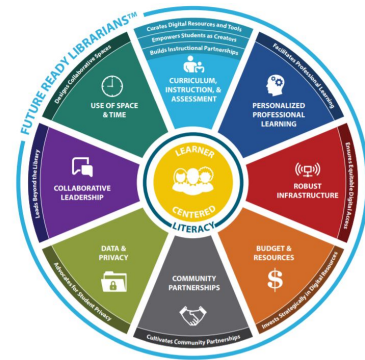 FUTURE READY LIBRARIANS™
Curates Digital Resources and Tools
Empowers Students as Creators
Builds Instructional Partnerships
CURRICULUM,
INSTRUCTION, &
ASSESSMENT
Facilitates Professional Learning
PERSONALIZED
PROFESSIONAL
LEARNING
Ensures Equitable Digital Access
ROBUST
INFRASTRUCTURE
Invests Strategically in Digital Resources
BUDGET &
RESOURCES
$
Cultivates Community Partnerships
COMMUNITY
PARTNERSHIPS
Advocates for Student Privacy
DATA &
PRIVACY
Leads Beyond the Library
COLLABORATIVE
LEADERSHIP
Designs Collaborative Spaces
USE OF SPACE
& TIME
LEARNER
CENTERED
LITERACY